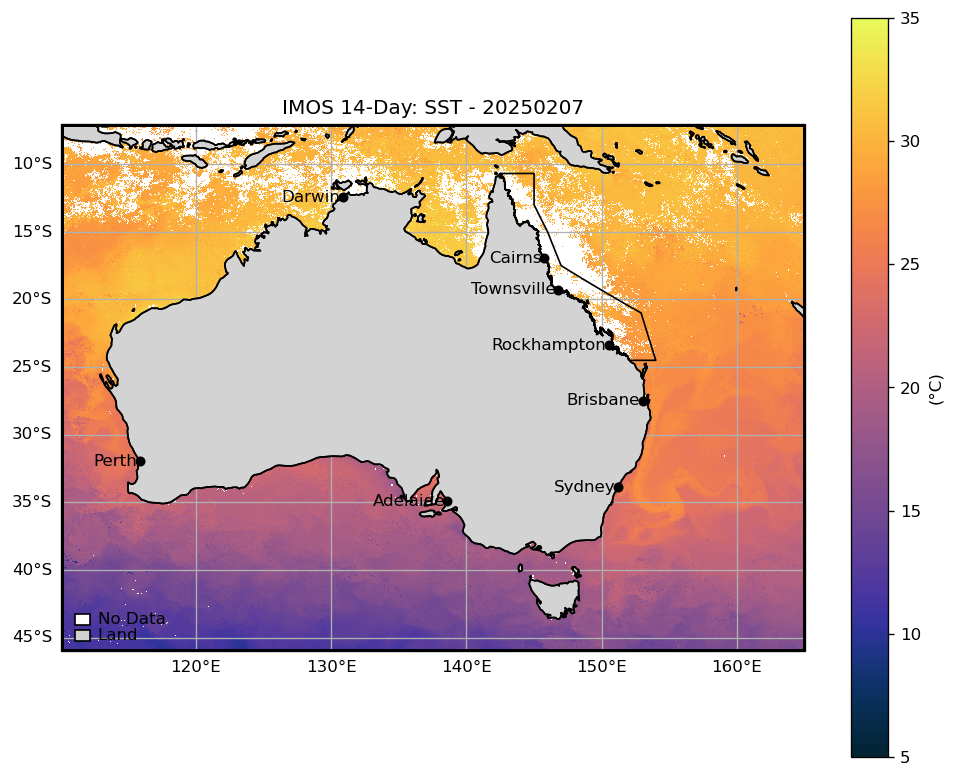 IMOS 14-Day: SST - 20250207
35
30
25
20
15
10
5
(°C)
10°S
15°S
20°S
25°S
30°S
35°S
40°S
45°S
Darwin
Cairns
Townsville
Rockhampton
Brisbane
Perth
Sydney
Adelaide
No Data
Land
120°E 130°E 140°E 150°E 160°E